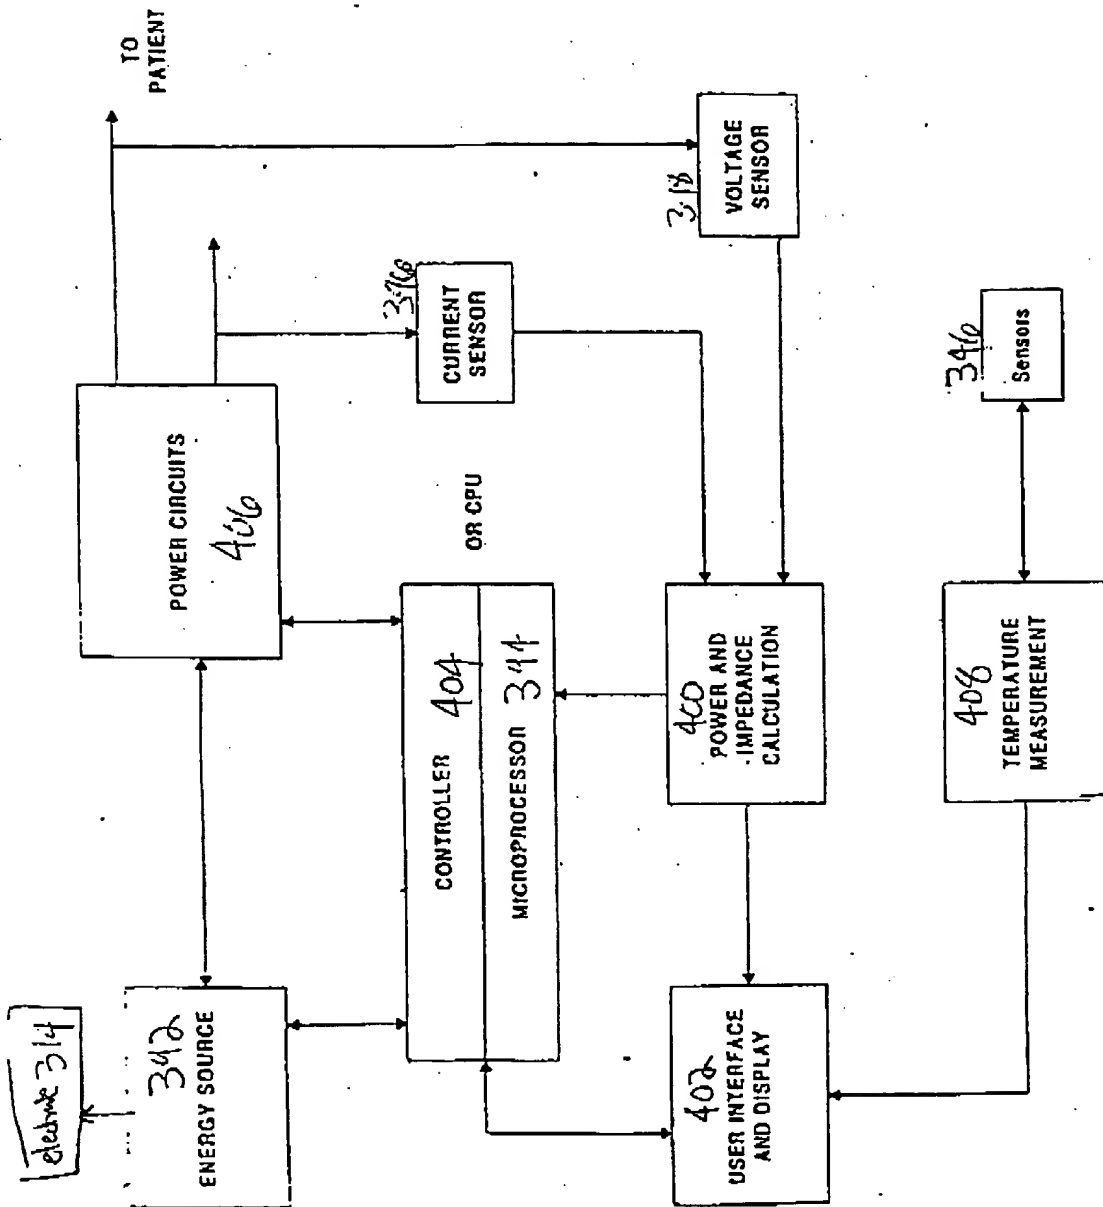 electrode 314
342
ENERGY SOURCE
POWER CIRCUITS
406
TO
PATIENT
CONTROLLER 404
MICROPROCESSOR 344
OR CPU
CURRENT
SENSOR
318
VOLTAGE
SENSOR
402
USER INTERFACE
AND DISPLAY
400
POWER AND
-IMPEDANCE
CALCULATION
408
TEMPERATURE
MEASUREMENT
346
Sensors